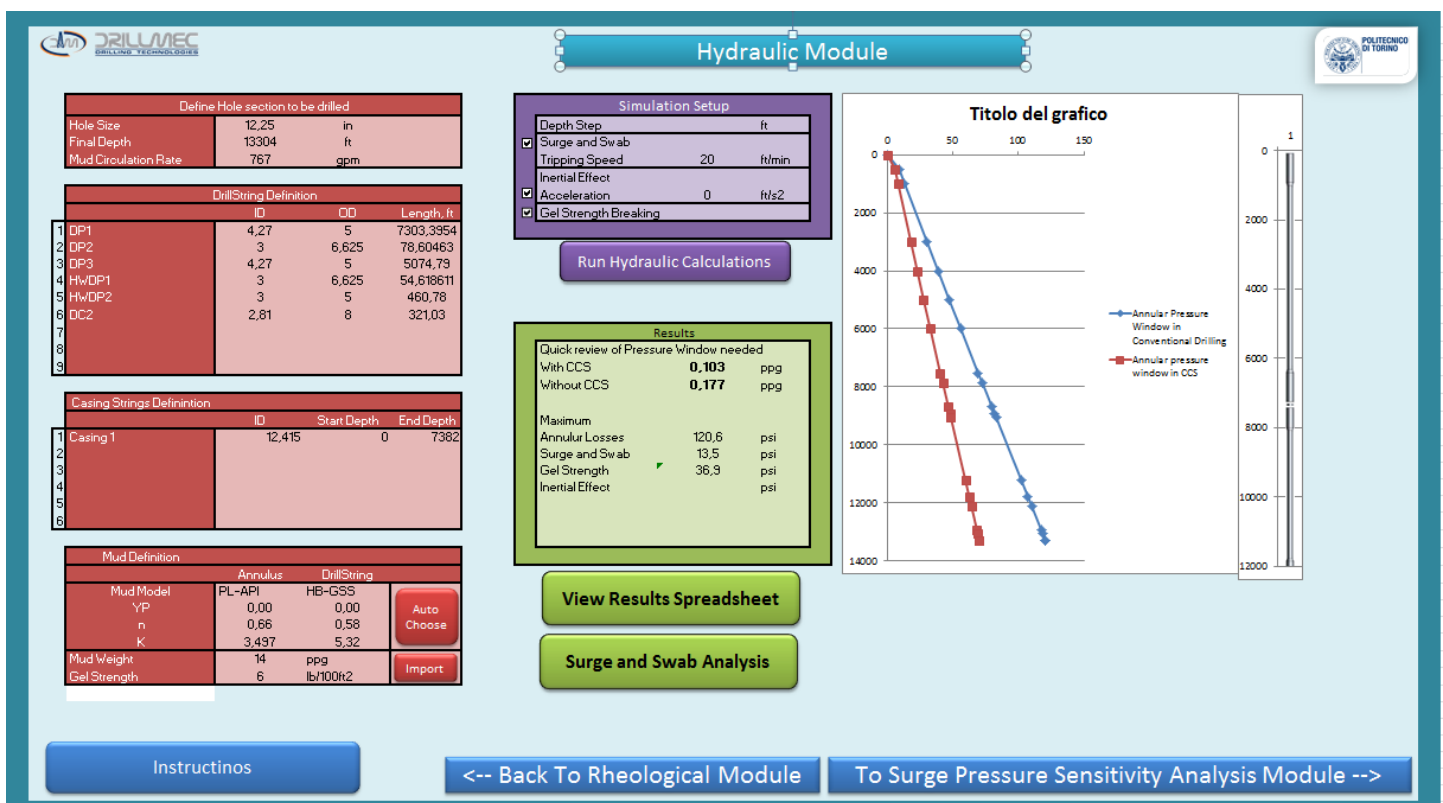 DRILLMEC
DRILLING TECHNOLOGIES
Hydraulic Module
POLITECNICO
DI TORINO
Define Hole section to be drilled
Hole Size 12,25 in
Final Depth 13304 ft
Mud Circulation Rate 767 gpm
DrillString Definition
ID OD Length, ft
1 DP1 4,27 5 7303,3954
2 DP2 3 6,625 78,60463
3 DP3 4,27 5 5074,79
4 HWDP1 3 6,625 54,618611
5 HWDP2 3 5 460,78
6 DC2 2,81 8 321,03
7
8
9
Casing Strings Definintion
ID Start Depth End Depth
1 Casing 1 12,415 0 7382
2
3
4
5
6
Mud Definition
Annulus DrillString
Mud Model PL-API HB-GSS
YP 0,00 0,00
n 0,66 0,58
K 3,497 5,32
Auto
Choose
Mud Weight 14 ppg
Gel Strength 6 lb/100ft2
Import
Simulation Setup
Depth Step ft
Surge and Swab
Tripping Speed 20 ft/min
Inertial Effect
Acceleration 0 ft/s2
Gel Strength Breaking
Run Hydraulic Calculations
Results
Quick review of Pressure Window needed
With CCS 0,103 ppg
Without CCS 0,177 ppg
Maximum
Annulur Losses 120,6 psi
Surge and Swab 13,5 psi
Gel Strength 36,9 psi
Inertial Effect psi
View Results Spreadsheet
Surge and Swab Analysis
Titolo del grafico
0 50 100 150
0
2000
4000
6000
8000
10000
12000
14000
Annular Pressure
Window in
Conventional Drilling
Annular pressure
window in CCS
1
0
2000
4000
6000
8000
10000
12000
Instructinos
<-- Back To Rheological Module
To Surge Pressure Sensitivity Analysis Module -->